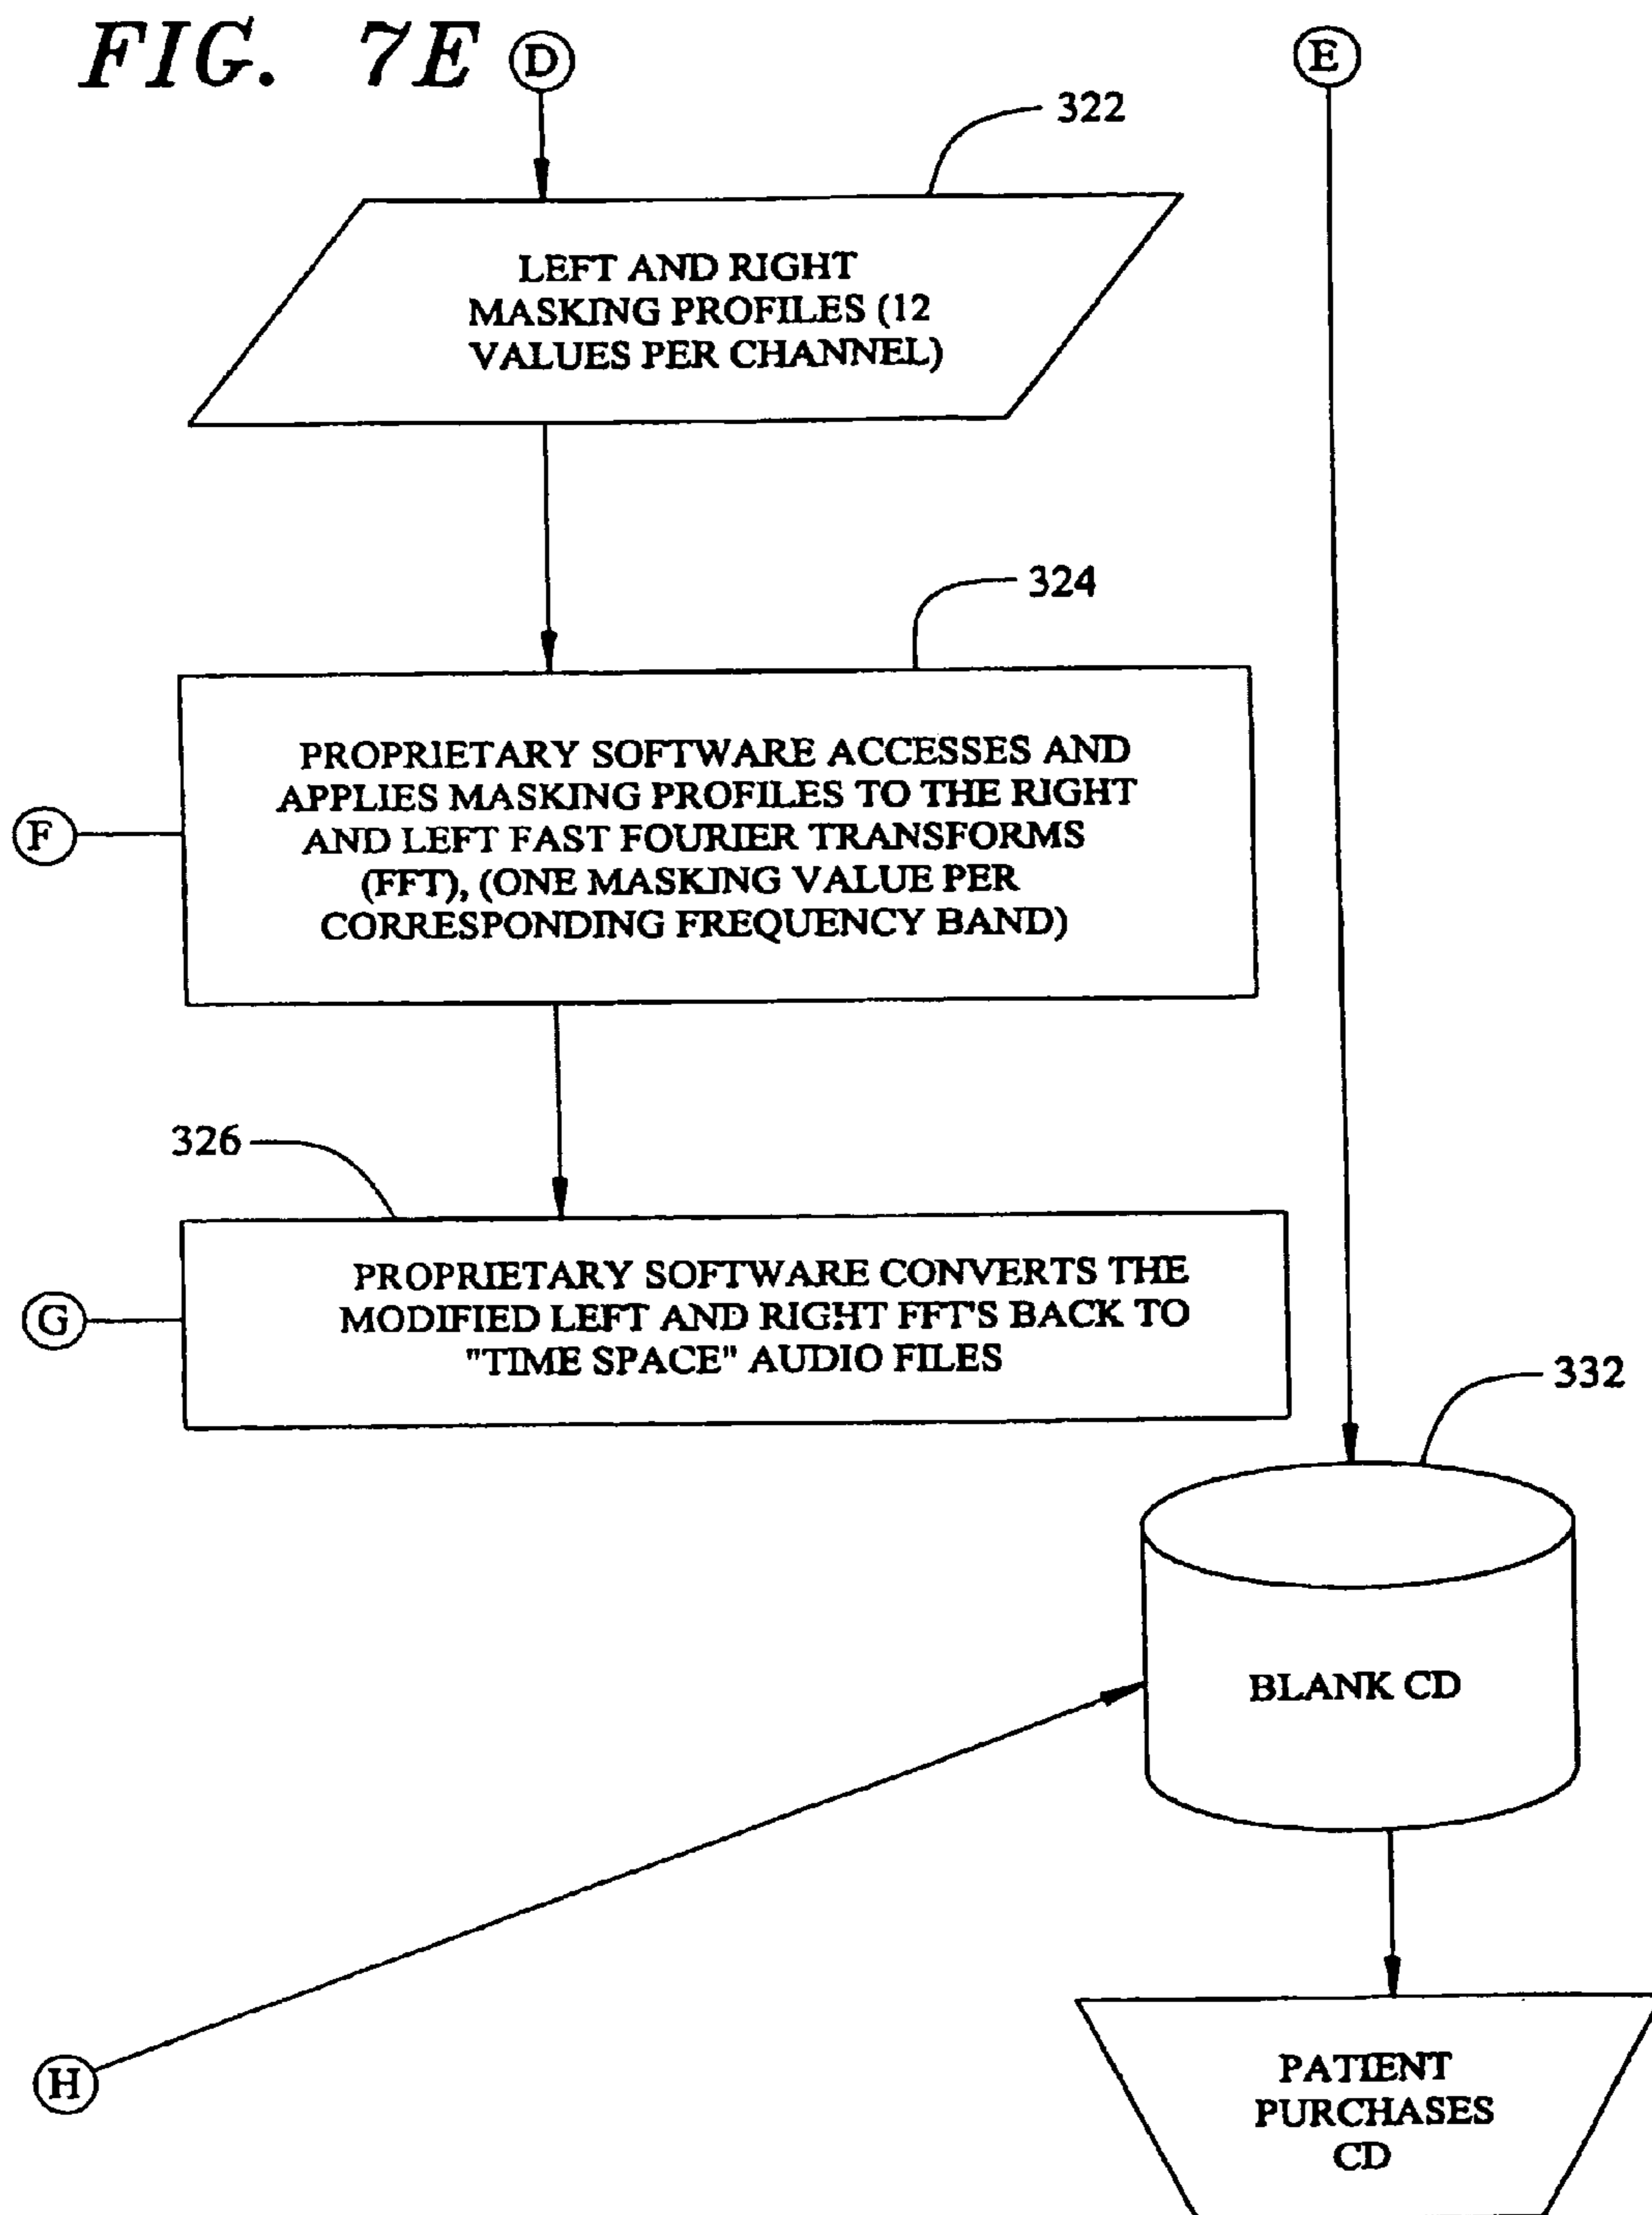 FIG. 7E
D
E
322
LEFT AND RIGHT
MASKING PROFILES (12
VALUES PER CHANNEL)
324
PROPRIETARY SOFTWARE ACCESSES AND
APPLIES MASKING PROFILES TO THE RIGHT
AND LEFT FAST FOURIER TRANSFORMS
(FFT), (ONE MASKING VALUE PER
CORRESPONDING FREQUENCY BAND)
F
326
PROPRIETARY SOFTWARE CONVERTS THE
MODIFIED LEFT AND RIGHT FFT'S BACK TO
"TIME SPACE" AUDIO FILES
G
332
BLANK CD
H
PATIENT
PURCHASES
CD